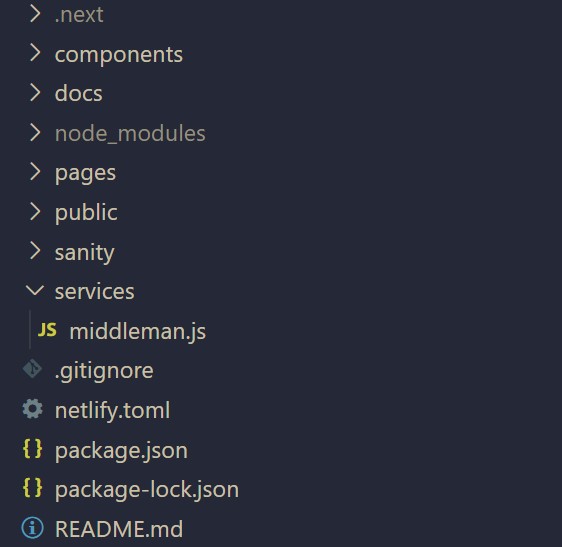 .next
components
docs
node_modules
pages
public
sanity
services
JS middleman.js
.gitignore
netlify.toml
{ } package.json
{ } package-lock.json
README.md